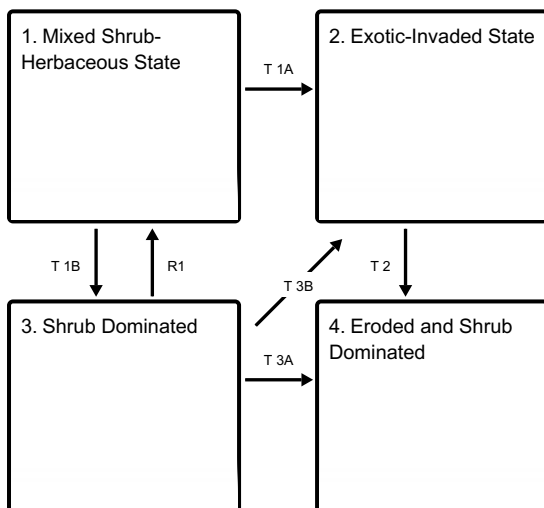 1. Mixed Shrub-
Herbaceous State
T 1A
2. Exotic-Invaded State
T 1B
R1
T 3B
T 2
3. Shrub Dominated
T 3A
4. Eroded and Shrub
Dominated